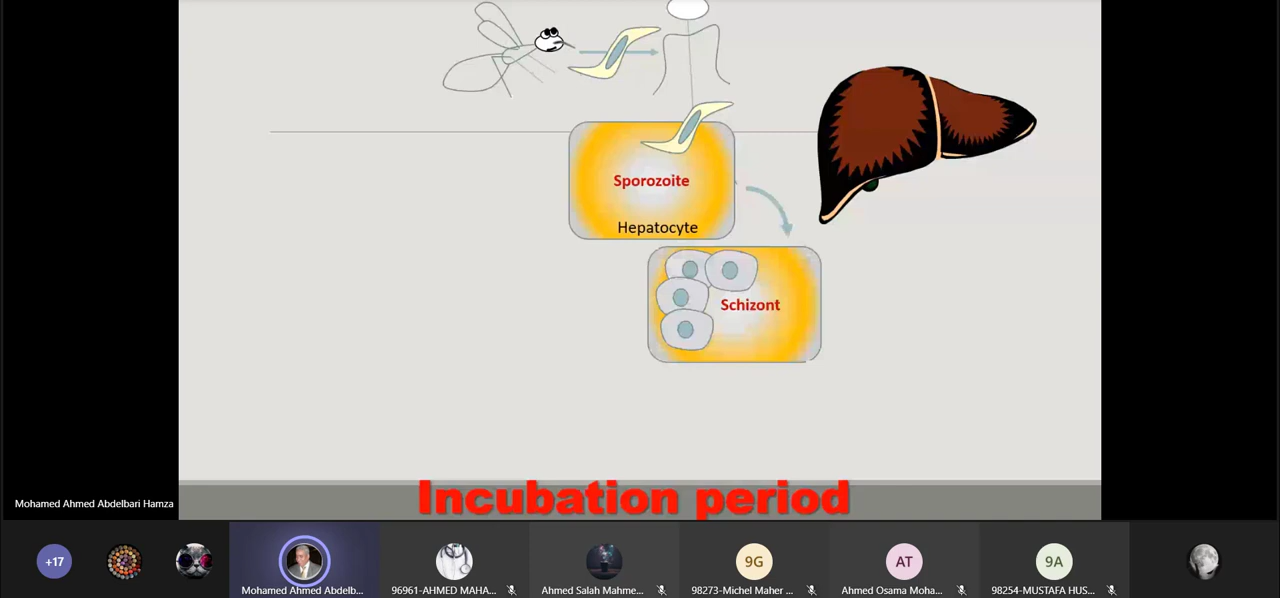 Sporozoite
Hepatocyte
Schizont
Incubation period
Mohamed Ahmed Abdelbari Hamza
+17
Mohamed Ahmed Abdelb...
96961-AHMED MAHA...
Ahmed Salah Mahme...
9G
98273-Michel Maher ...
AT
Ahmed Osama Moha...
9A
98254-MUSTAFA HUS...